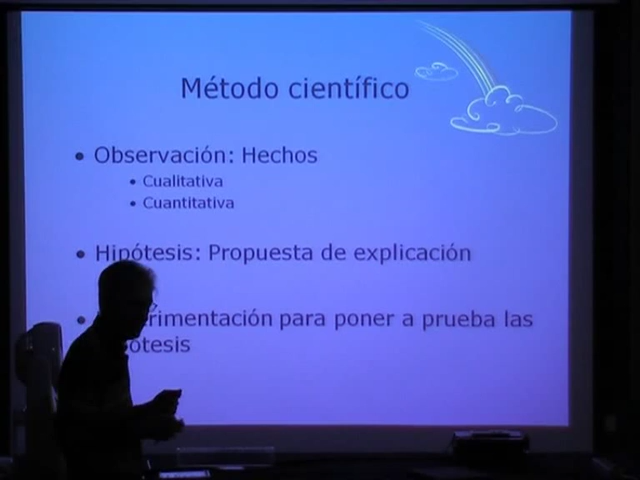 Método científico
• Observación: Hechos
• Cualitativa
• Cuantitativa
• Hipótesis: Propuesta de explicación
• para poner a prueba las